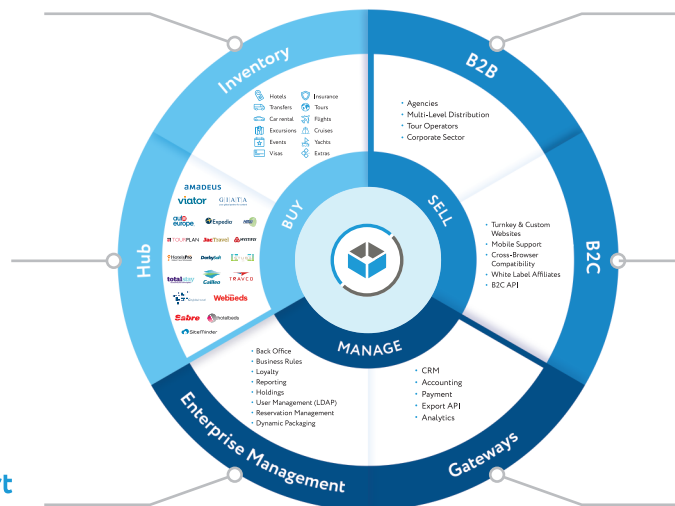 Inventory
B2B
Hotels
Insurance
Transfers
Tours
Car rental
Flights
Excursions
Cruises
Events
Yachts
Visas
Extras
• Agencies
• Multi-Level Distribution
• Tour Operators
• Corporate Sector
Hub
amadeus
viator
GIATA
auto europe
Expedia
TOURPLAN
JacTravel
HotelsPro
DerbySoft
totalstay
Galileo
TRAVCO
WebBeds
Sabre
hotelbeds
SiteMinder
BUY
SELL
MANAGE
• Turnkey & Custom
Websites
• Mobile Support
• Cross-Browser
Compatibility
• White Label Affiliates
• B2C API
B2C
• Back Office
• Business Rules
• Loyalty
• Reporting
• Holdings
• User Management (LDAP)
• Reservation Management
• Dynamic Packaging
• CRM
• Accounting
• Payment
• Export API
• Analytics
Enterprise Management
Gateways